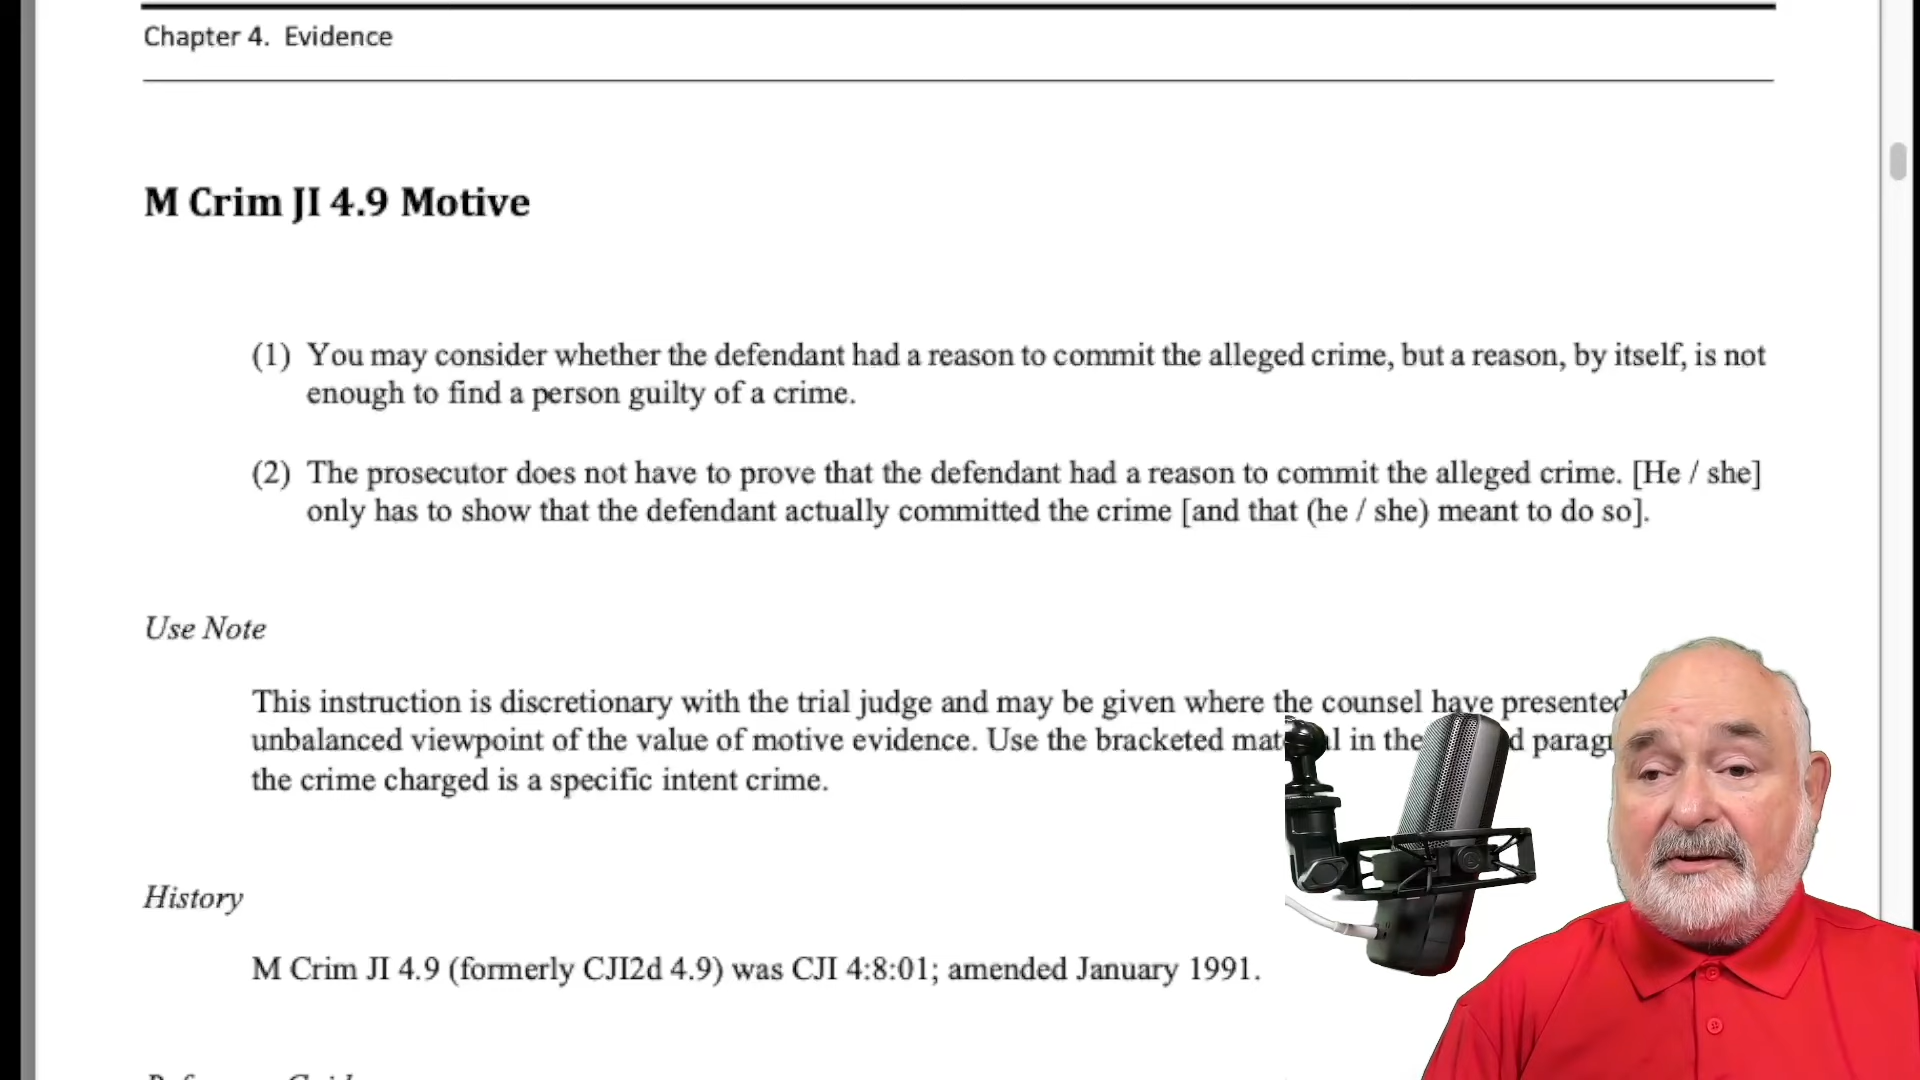 Chapter 4. Evidence
M Crim JI 4.9 Motive
(1) You may consider whether the defendant had a reason to commit the alleged crime, but a reason, by itself, is not
enough to find a person guilty of a crime.
(2) The prosecutor does not have to prove that the defendant had a reason to commit the alleged crime. [He / she]
only has to show that the defendant actually committed the crime [and that (he / she) meant to do so].
Use Note
This instruction is discretionary with the trial judge and may be given where the counsel have presented
unbalanced viewpoint of the value of motive evidence. Use the bracketed in the
the crime charged is a specific intent crime.
History
M Crim JI 4.9 (formerly CJI2d 4.9) was CJI 4:8:01; amended January 1991.